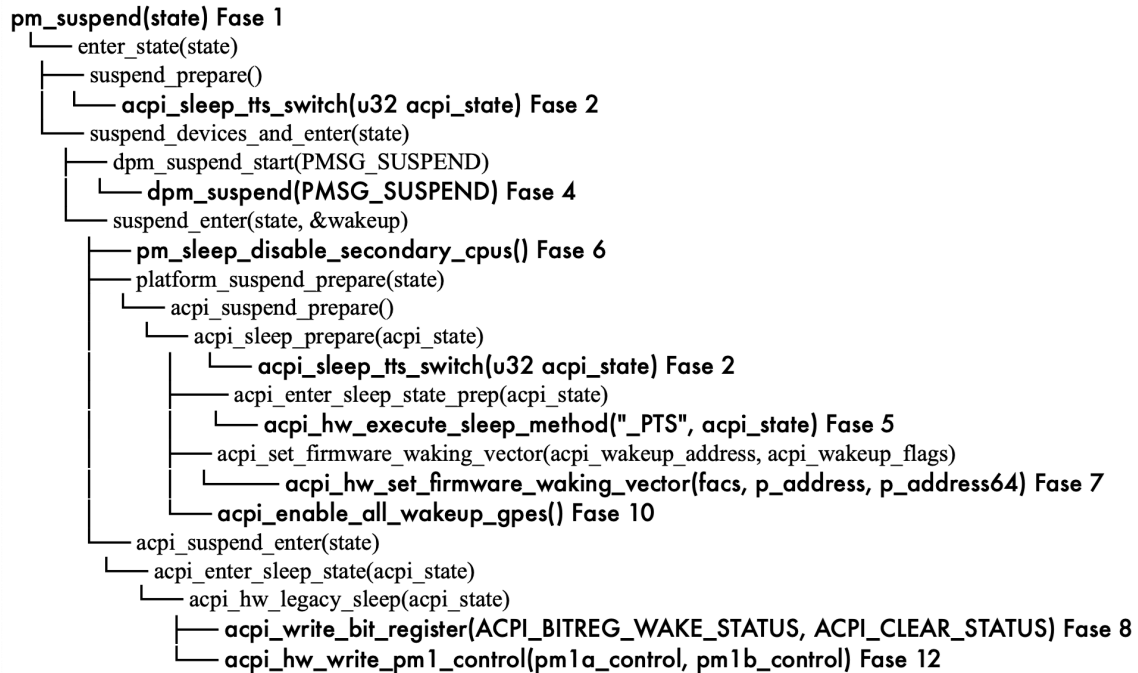 pm_suspend(state) Fase 1
enter_state(state)
suspend_prepare()
acpi_sleep_tts_switch(u32 acpi_state) Fase 2
suspend_devices_and_enter(state)
dpm_suspend_start(PMSG_SUSPEND)
dpm_suspend(PMSG_SUSPEND) Fase 4
suspend_enter(state, &wakeup)
pm_sleep_disable_secondary_cpus() Fase 6
platform_suspend_prepare(state)
acpi_suspend_prepare()
acpi_sleep_prepare(acpi_state)
acpi_sleep_tts_switch(u32 acpi_state) Fase 2
acpi_enter_sleep_state_prep(acpi_state)
acpi_hw_execute_sleep_method("_PTS", acpi_state) Fase 5
acpi_set_firmware_waking_vector(acpi_wakeup_address, acpi_wakeup_flags)
acpi_hw_set_firmware_waking_vector(facs, p_address, p_address64) Fase 7
acpi_enable_all_wakeup_gpes() Fase 10
acpi_suspend_enter(state)
acpi_enter_sleep_state(acpi_state)
acpi_hw_legacy_sleep(acpi_state)
acpi_write_bit_register(ACPI_BITREG_WAKE_STATUS, ACPI_CLEAR_STATUS) Fase 8
acpi_hw_write_pm1_control(pm1a_control, pm1b_control) Fase 12